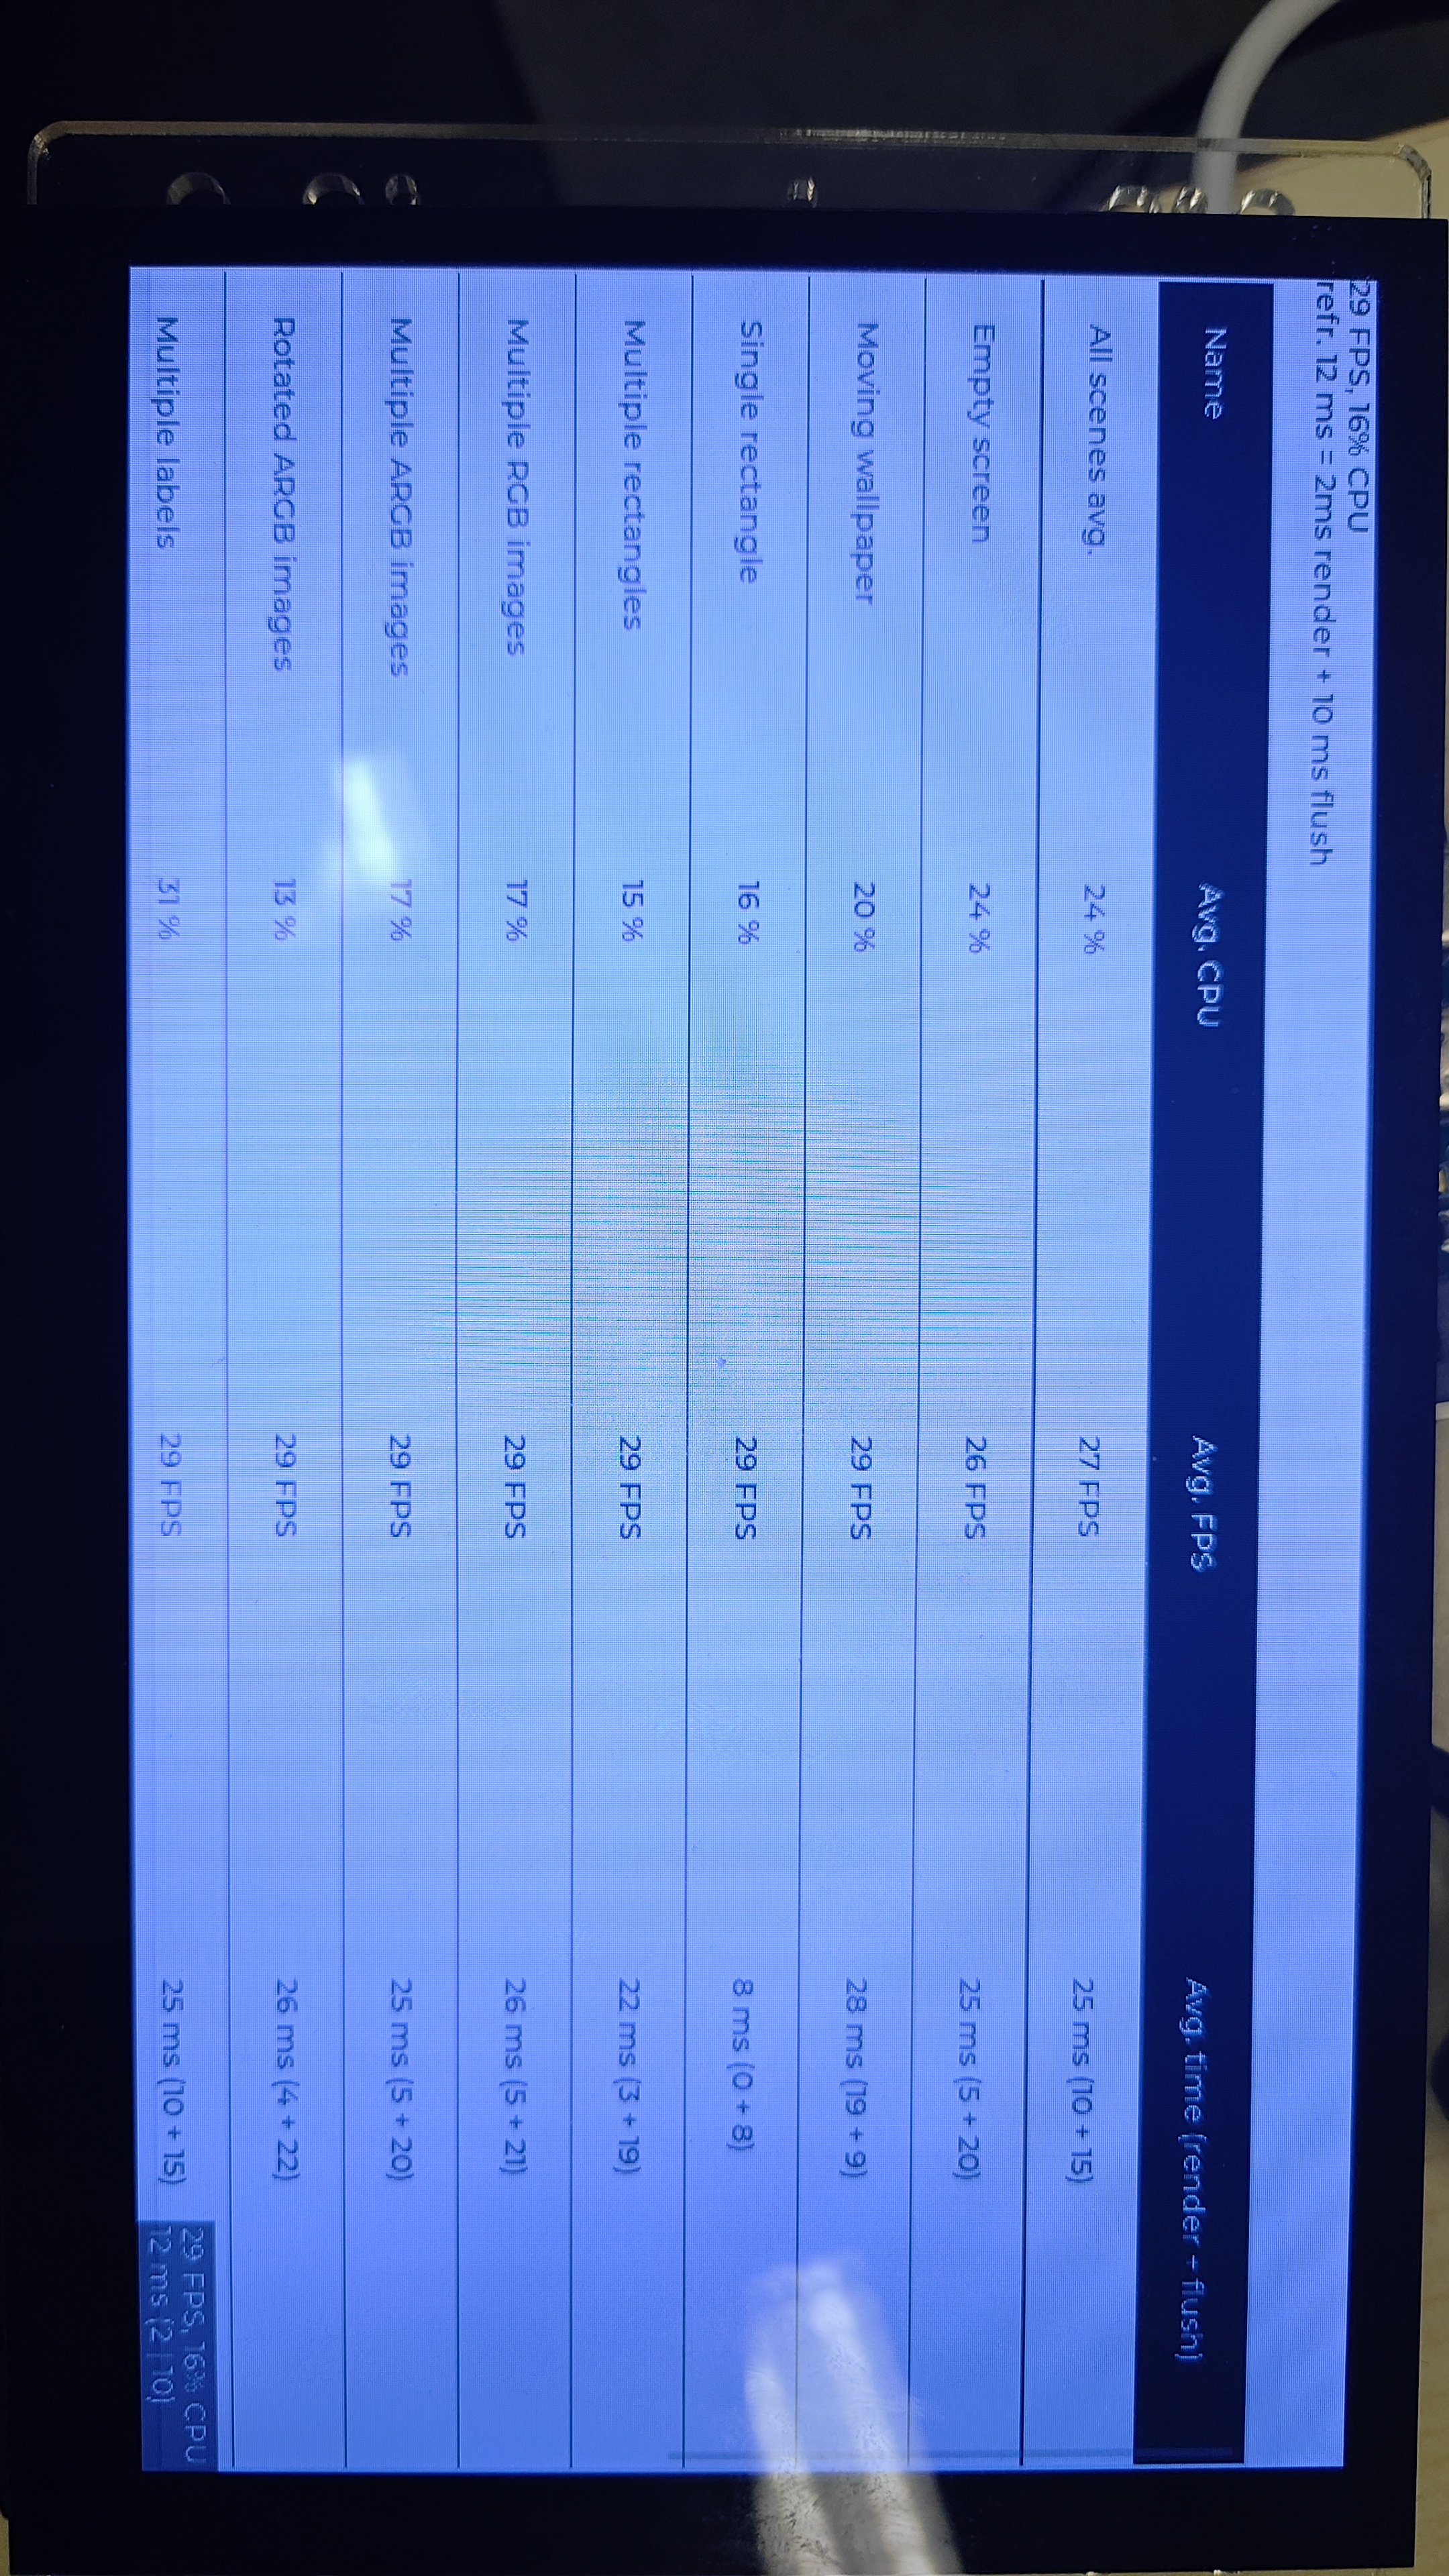 29 FPS, 16% CPU
refr. 12 ms = 2ms render + 10 ms flush
Name Avg. CPU Avg. FPS Avg. time (render + flush)
All scenes avg. 24 % 27 FPS 25 ms (10 + 15)
Empty screen 24 % 26 FPS 25 ms (5 + 20)
Moving wallpaper 20 % 29 FPS 28 ms (19 + 9)
Single rectangle 16 % 29 FPS 8 ms (0 + 8)
Multiple rectangles 15 % 29 FPS 22 ms (3 + 19)
Multiple RGB images 17 % 29 FPS 26 ms (5 + 21)
Multiple ARGB images 17 % 29 FPS 25 ms (5 + 20)
Rotated ARGB images 13 % 29 FPS 26 ms (4 + 22)
Multiple labels 31 % 29 FPS 25 ms (10 + 15)
29 FPS, 16% CPU
12 ms (2 | 10)